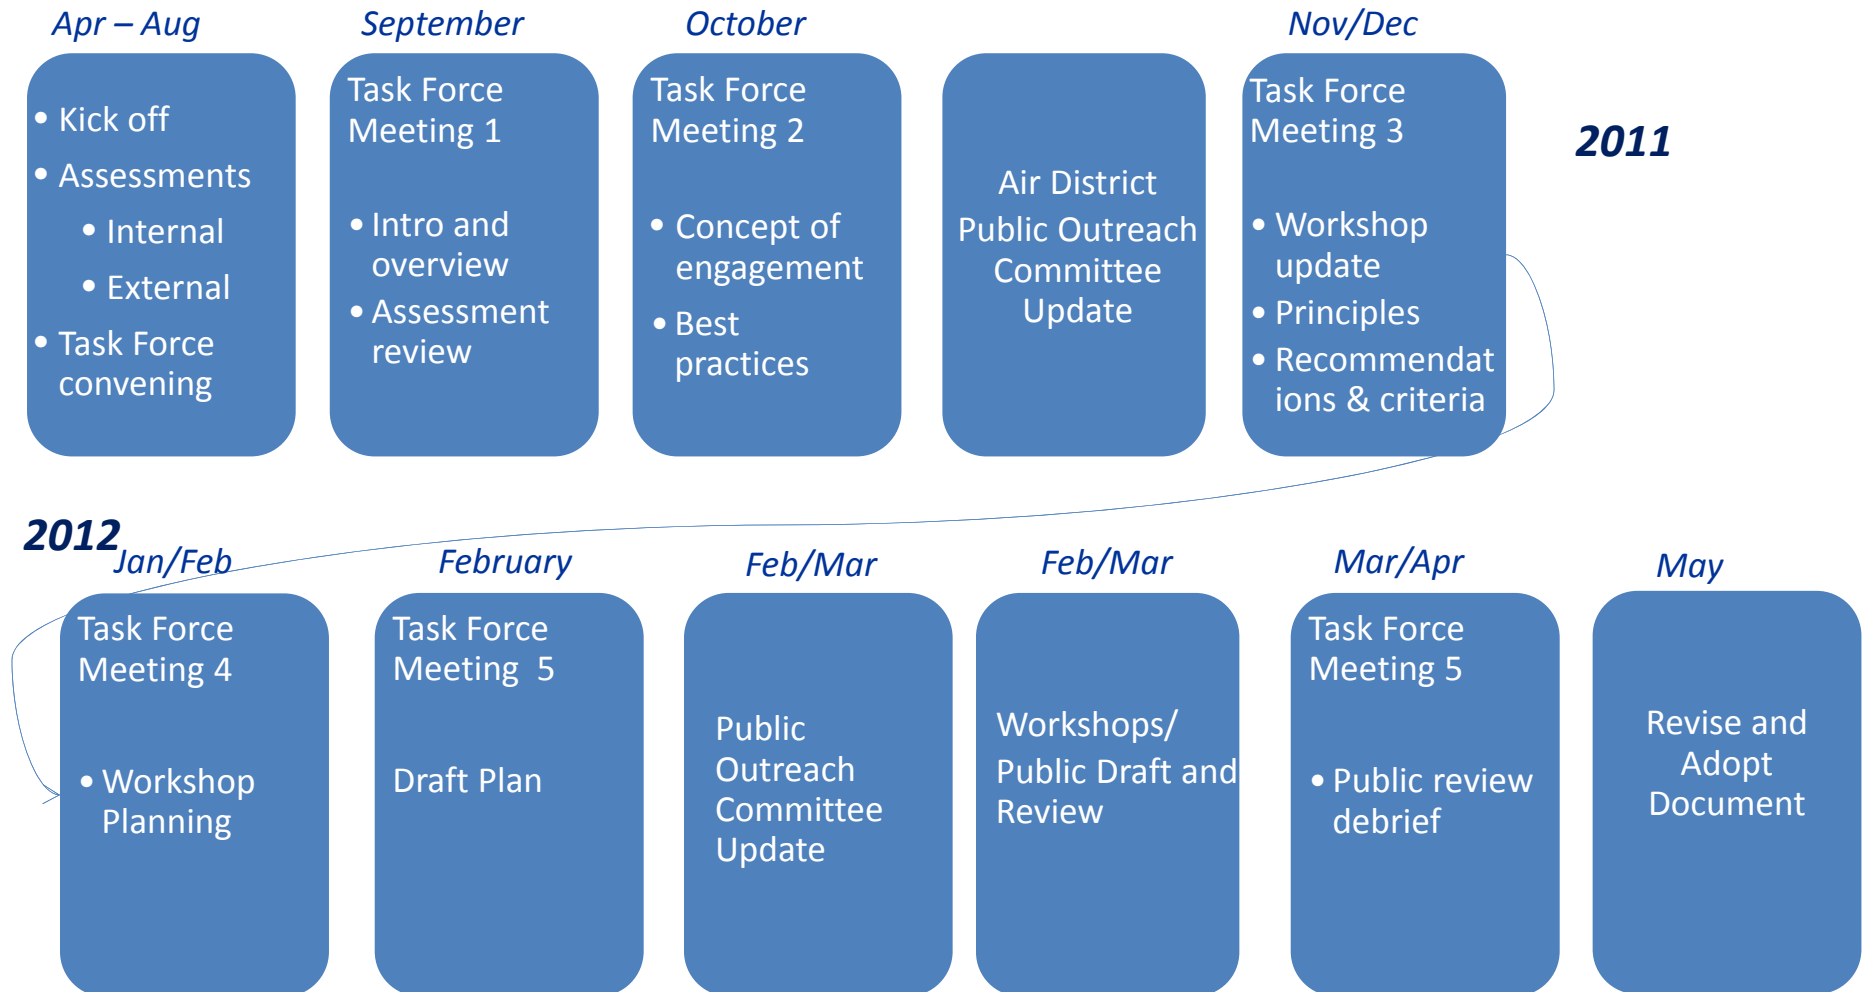 Apr – Aug
• Kick off
• Assessments
• Internal
• External
• Task Force
convening
September
Task Force
Meeting 1
• Intro and
overview
• Assessment
review
October
Task Force
Meeting 2
• Concept of
engagement
• Best
practices
Air District
Public Outreach
Committee
Update
Nov/Dec
Task Force
Meeting 3
• Workshop
update
• Principles
• Recommendat
ions & criteria
2011
2012
Jan/Feb
Task Force
Meeting 4
• Workshop
Planning
February
Task Force
Meeting 5
Draft Plan
Feb/Mar
Public
Outreach
Committee
Update
Feb/Mar
Workshops/
Public Draft and
Review
Mar/Apr
Task Force
Meeting 5
• Public review
debrief
May
Revise and
Adopt
Document